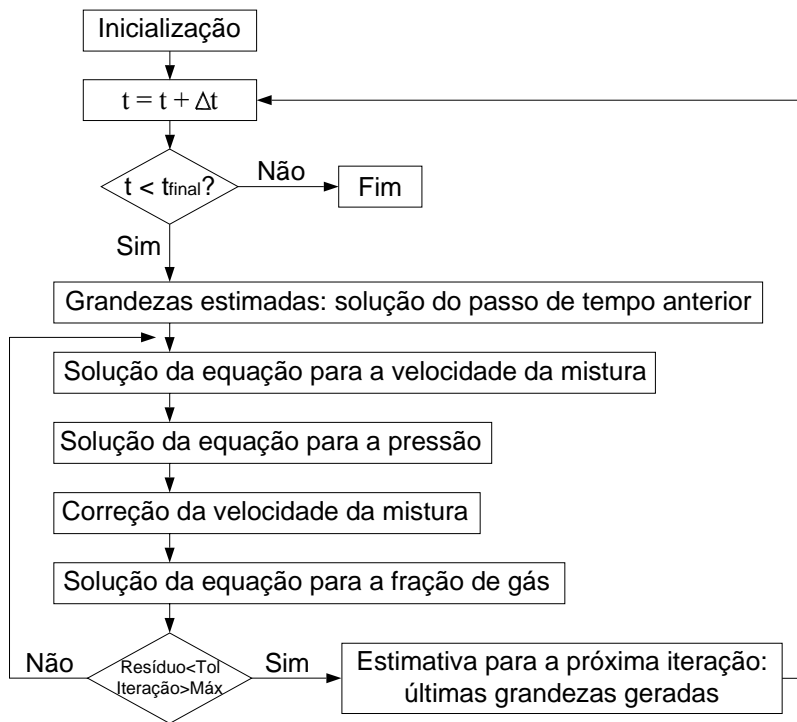 Inicialização
t = t + Δt
t < tfinal?
Não
Fim
Sim
Grandezas estimadas: solução do passo de tempo anterior
Solução da equação para a velocidade da mistura
Solução da equação para a pressão
Correção da velocidade da mistura
Solução da equação para a fração de gás
Não
Resíduo<Tol
Iteração>Máx
Sim
Estimativa para a próxima iteração:
últimas grandezas geradas